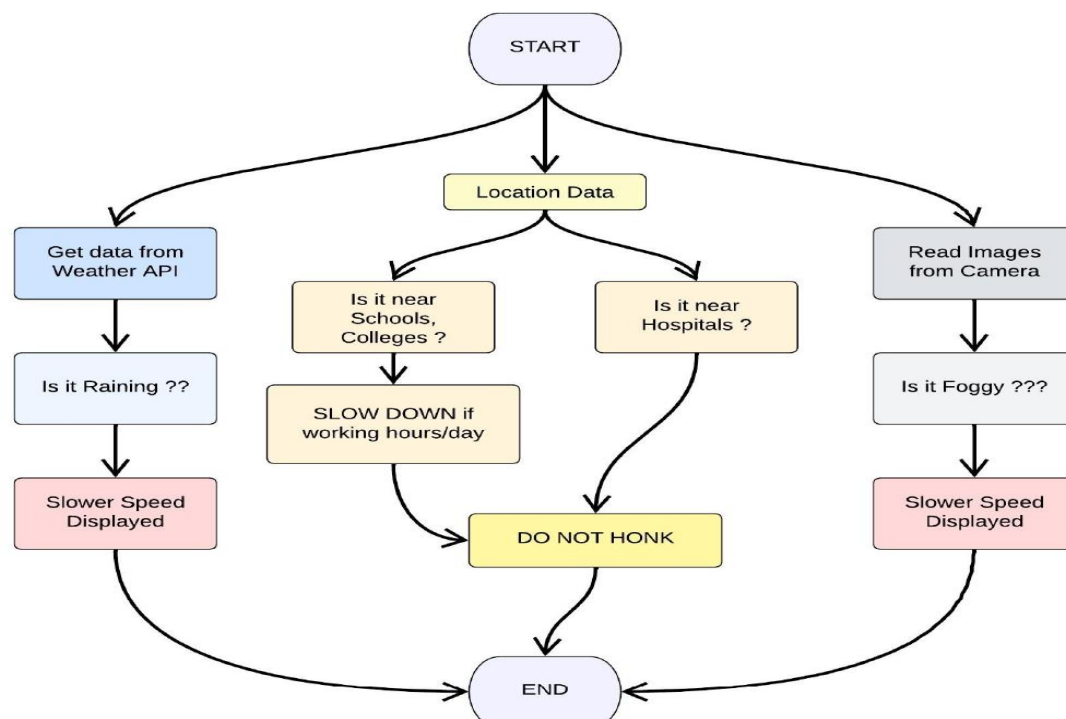 START
Location Data
Get data from
Weather API
Read Images
from Camera
Is it near
Schools,
Colleges ?
Is it near
Hospitals ?
Is it Raining ??
Is it Foggy ???
SLOW DOWN if
working hours/day
Slower Speed
Displayed
DO NOT HONK
Slower Speed
Displayed
END